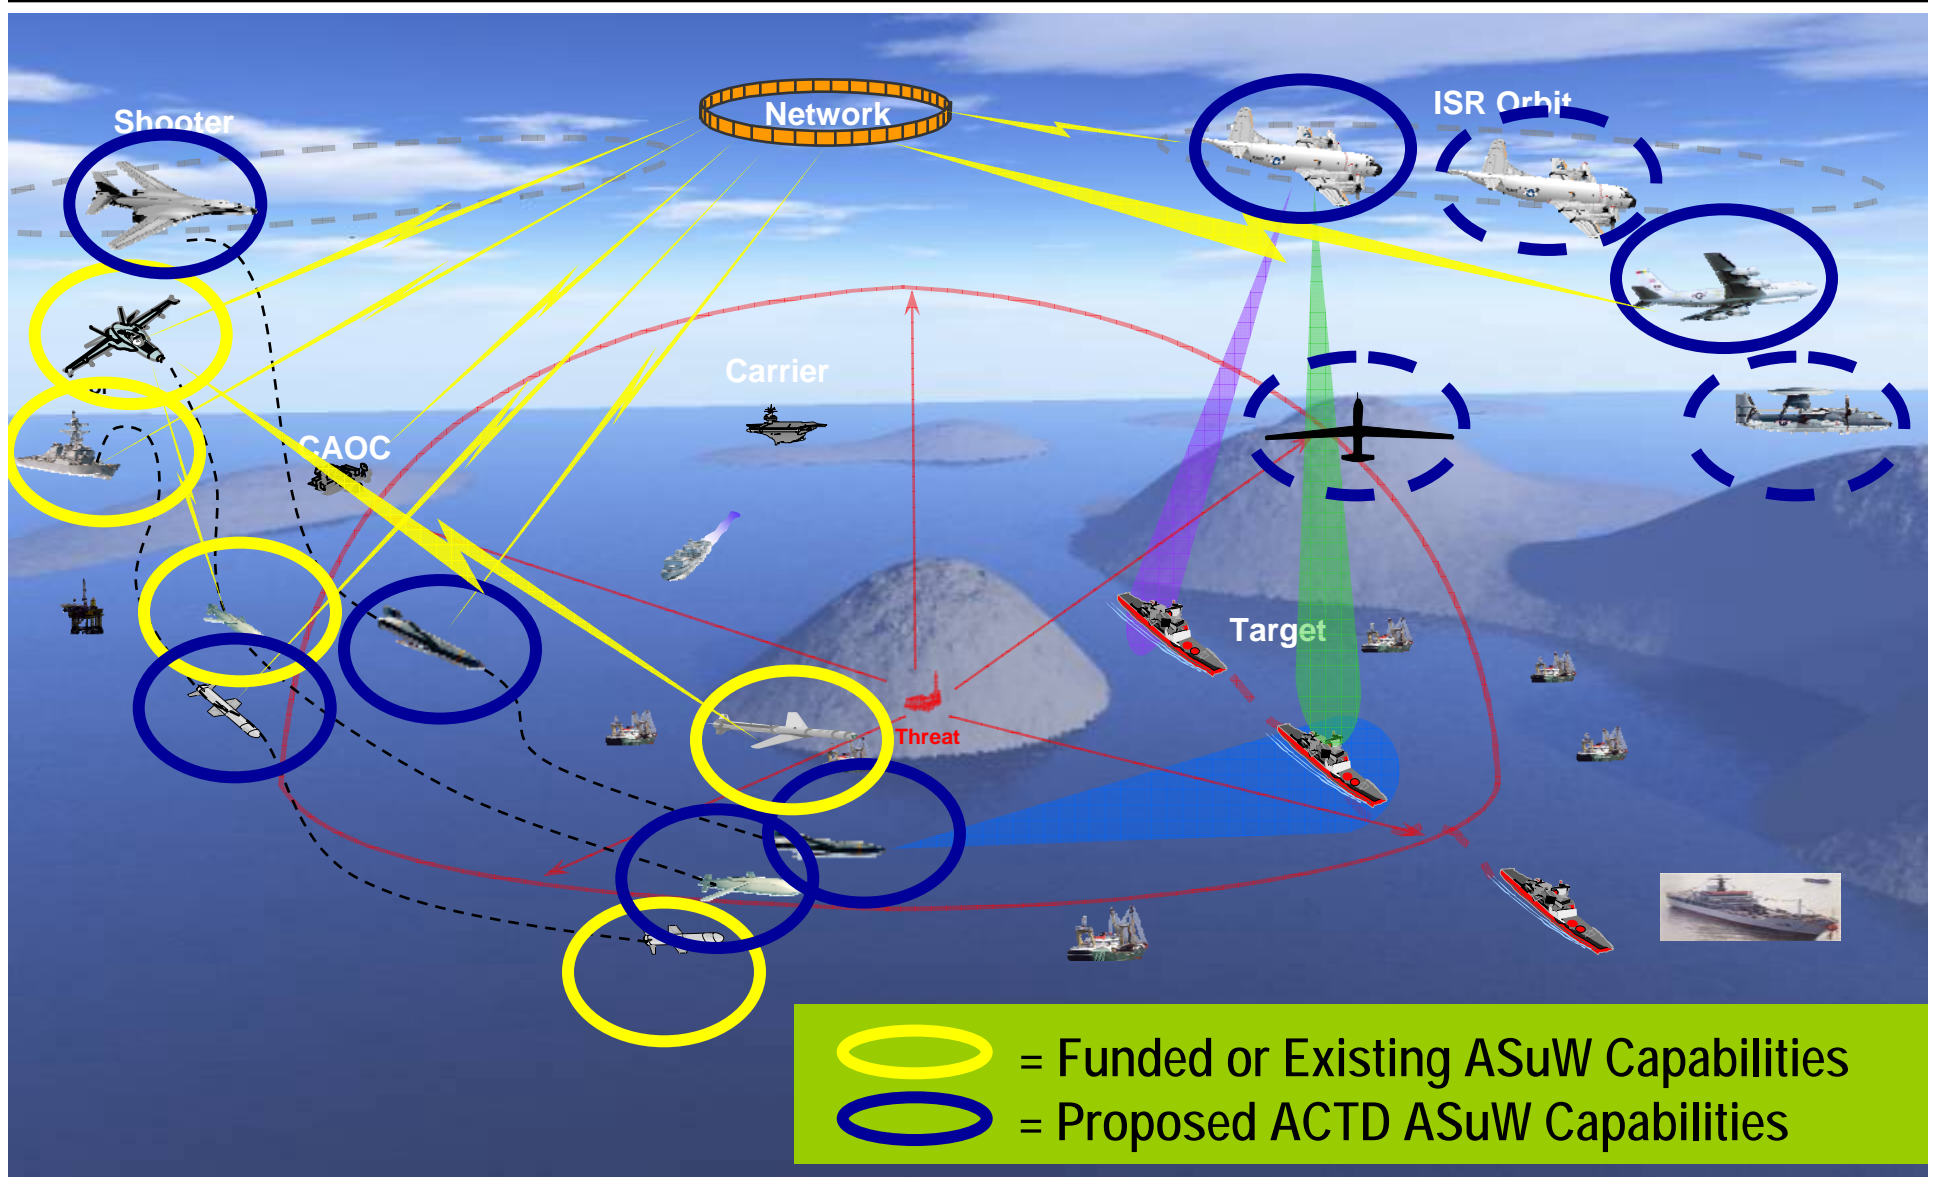 Network
ISR Orbit
Shooter
Carrier
CAOC
Target
Threat
= Funded or Existing ASuW Capabilities
= Proposed ACTD ASuW Capabilities